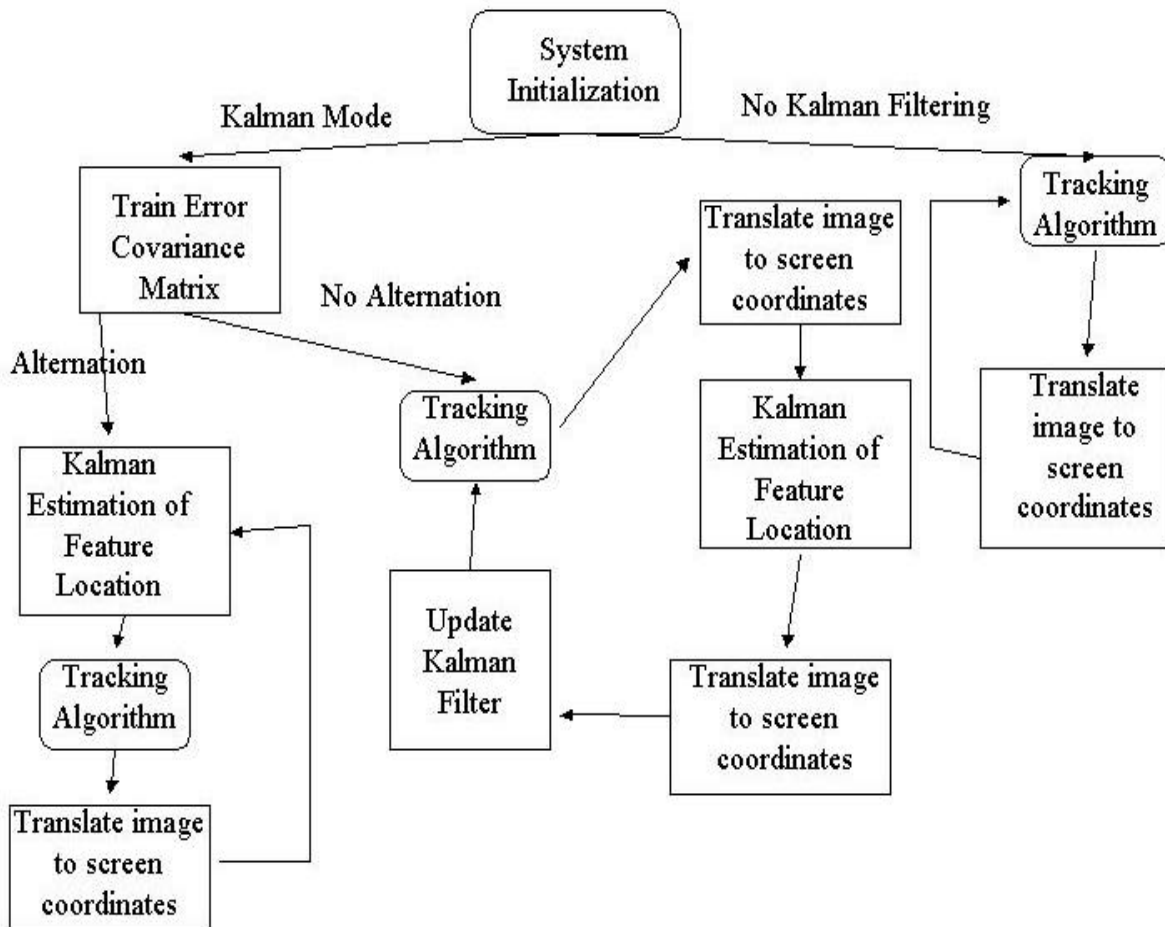 System
Initialization
Kalman Mode
No Kalman Filtering
Train Error
Covariance
Matrix
No Alternation
Alternation
Kalman
Estimation of
Feature
Location
Tracking
Algorithm
Translate image
to screen
coordinates
Tracking
Algorithm
Update
Kalman
Filter
Translate image
to screen
coordinates
Kalman
Estimation of
Feature
Location
Translate image
to screen
coordinates
Tracking
Algorithm
Translate
image to
screen
coordinates